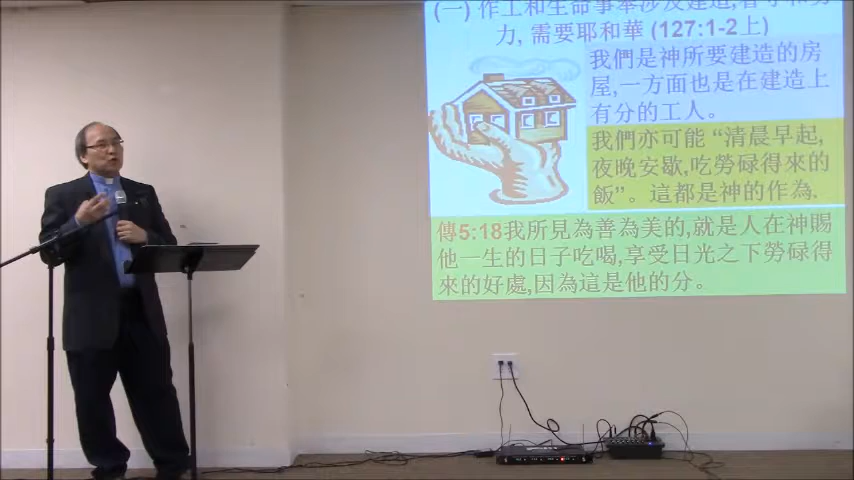 (一) 作工和生命事奉涉及建造,看守和勞
力, 需要耶和華 (127:1-2上)
我們是神所要建造的房
屋,一方面也是在建造上
有分的工人。
我們亦可能 “清晨早起,
夜晚安歇,吃勞碌得來的
飯”。 這都是神的作為.
傳5:18我所見為善為美的,就是人在神賜
他一生的日子吃喝,享受日光之下勞碌得
來的好處,因為這是他的分。